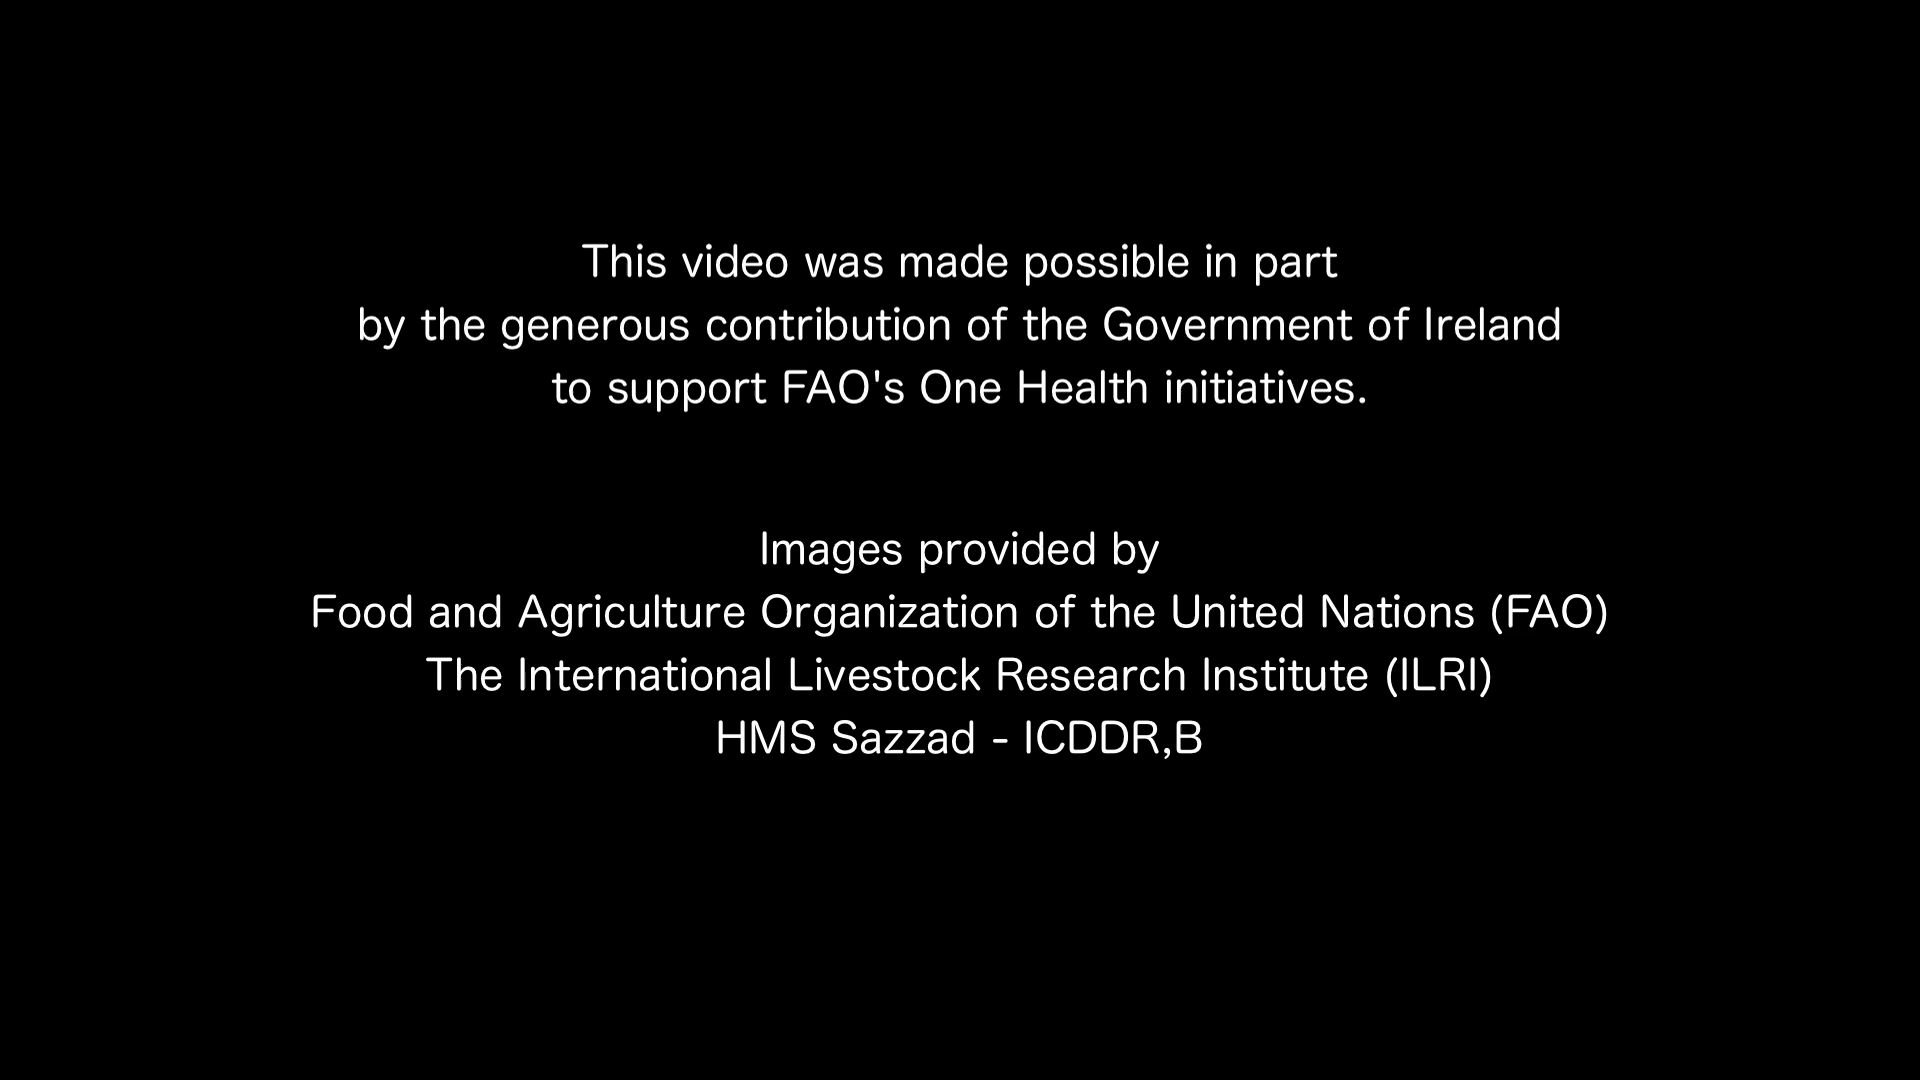 This video was made possible in part
by the generous contribution of the Government of Ireland
to support FAO's One Health initiatives.
Images provided by
Food and Agriculture Organization of the United Nations (FAO)
The International Livestock Research Institute (ILRI)
HMS Sazzad - ICDDR,B